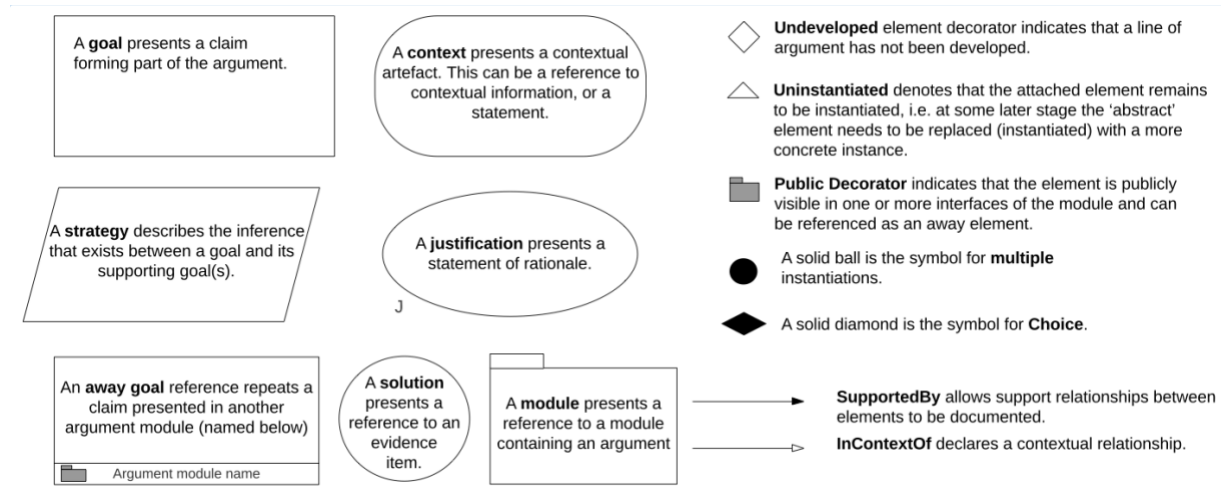 A goal presents a claim
forming part of the argument.
A context presents a contextual
artefact. This can be a reference to
contextual information, or a
statement.
Undeveloped element decorator indicates that a line of
argument has not been developed.
Uninstantiated denotes that the attached element remains
to be instantiated, i.e. at some later stage the ‘abstract’
element needs to be replaced (instantiated) with a more
concrete instance.
Public Decorator indicates that the element is publicly
visible in one or more interfaces of the module and can
be referenced as an away element.
A strategy describes the inference
that exists between a goal and its
supporting goal(s).
A justification presents a
statement of rationale.
J
A solid ball is the symbol for multiple
instantiations.
A solid diamond is the symbol for Choice.
An away goal reference repeats a
claim presented in another
argument module (named below)
Argument module name
A solution
presents a
reference to an
evidence
item.
A module presents a
reference to a module
containing an argument
SupportedBy allows support relationships between
elements to be documented.
InContextOf declares a contextual relationship.